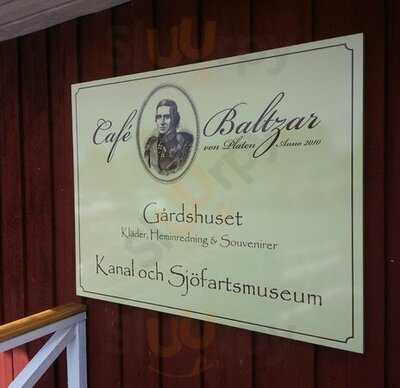 Café Baltzar
von Platen Anno 2010
Gårdshuset
Kläder, Heminredning & Souvenirer
Kanal och Sjöfartsmuseum